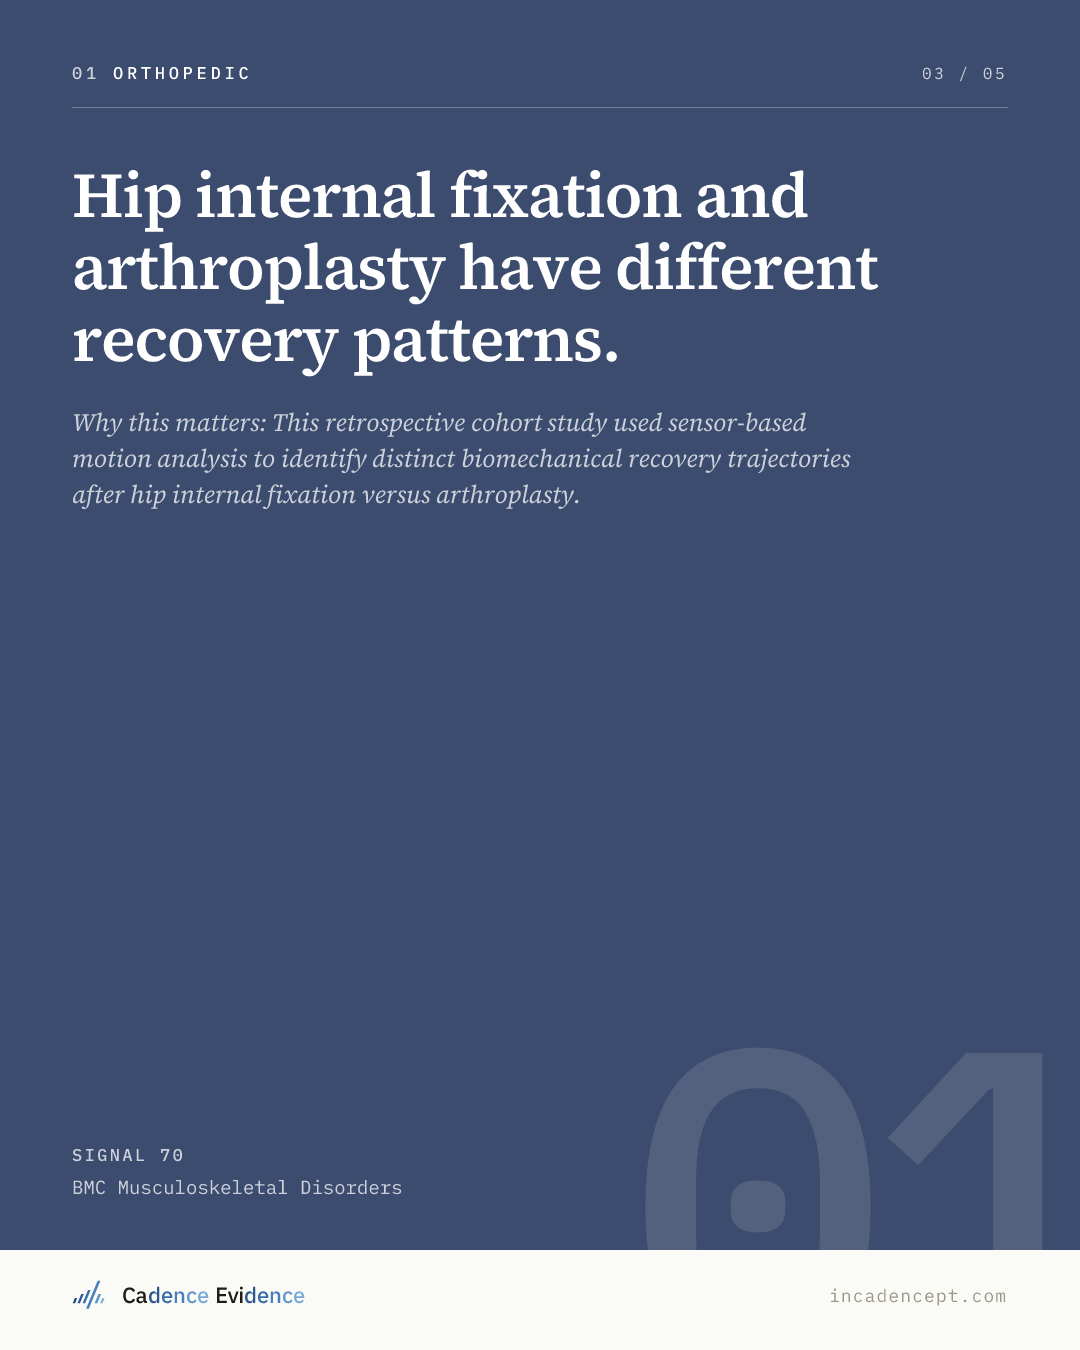 01 ORTHOPEDIC
03 / 05
Hip internal fixation and
arthroplasty have different
recovery patterns.
Why this matters: This retrospective cohort study used sensor-based
motion analysis to identify distinct biomechanical recovery trajectories
after hip internal fixation versus arthroplasty.
01
SIGNAL 70
BMC Musculoskeletal Disorders
Cadence Evidence
incadencept.com